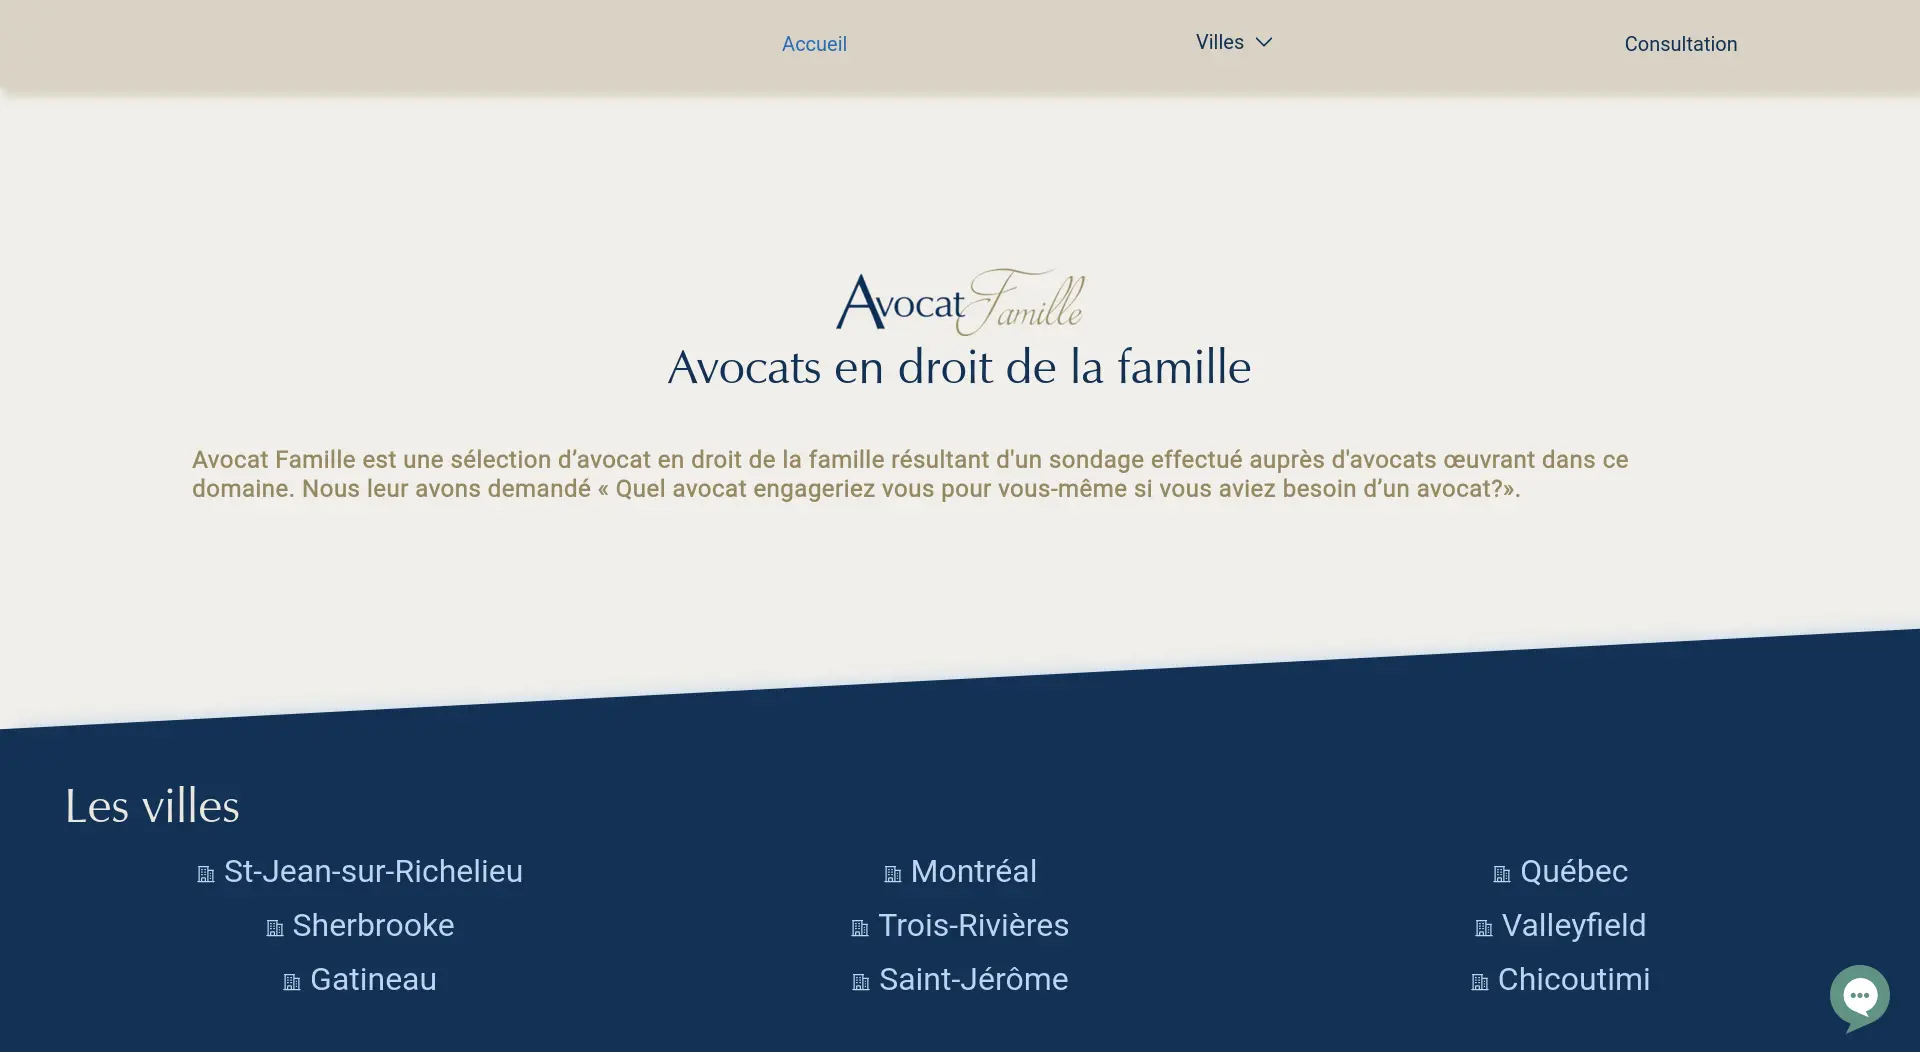 Accueil
Villes
Consultation
Avocat Famille
Avocats en droit de la famille
Avocat Famille est une sélection d’avocat en droit de la famille résultant d'un sondage effectué auprès d'avocats œuvrant dans ce
domaine. Nous leur avons demandé « Quel avocat engageriez vous pour vous-même si vous aviez besoin d’un avocat?».
Les villes
St-Jean-sur-Richelieu
Montréal
Québec
Sherbrooke
Trois-Rivières
Valleyfield
Gatineau
Saint-Jérôme
Chicoutimi